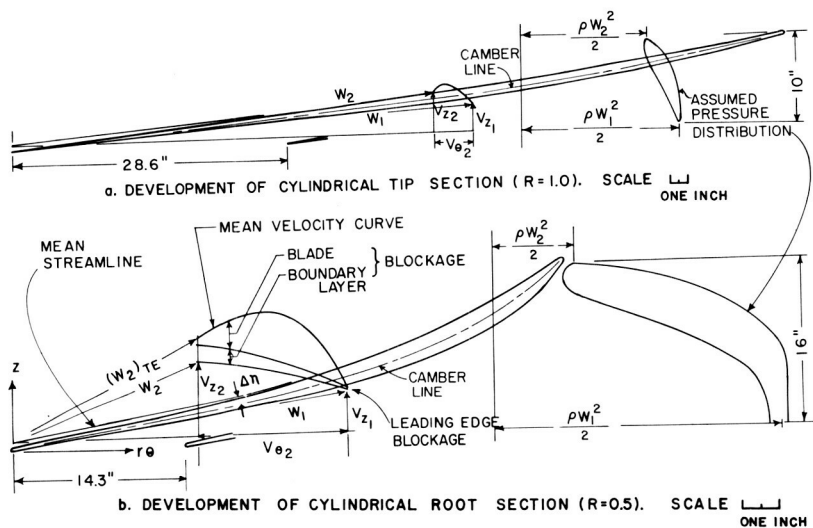 ρW₂²
2
CAMBER
LINE
W₂
W₁
V_z₂
V_z₁
V_θ₂
ρW₁²
2
ASSUMED
PRESSURE
DISTRIBUTION
10"
28.6"
a. DEVELOPMENT OF CYLINDRICAL TIP SECTION (R=1.0). SCALE
ONE INCH
MEAN VELOCITY CURVE
MEAN
STREAMLINE
BLADE
BOUNDARY
LAYER
} BLOCKAGE
ρW₂²
2
16"
(W₂)TE
W₂
V_z₂
Δη
z
CAMBER
LINE
W₁
V_z₁
LEADING EDGE
BLOCKAGE
ρW₁²
2
rθ
V_θ₂
14.3"
b. DEVELOPMENT OF CYLINDRICAL ROOT SECTION (R=0.5). SCALE
ONE INCH